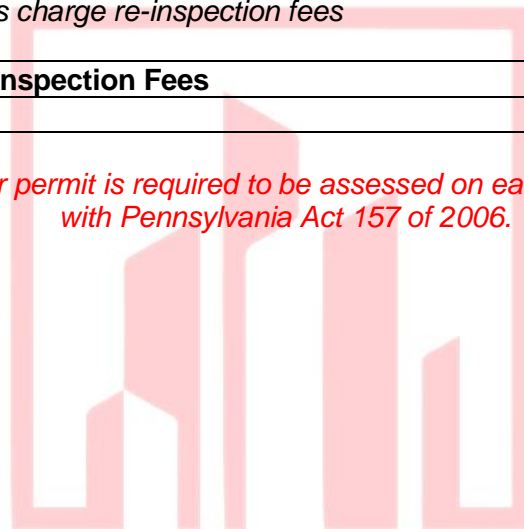 s charge re-inspection fees
nspection Fees
r permit is required to be assessed on ea
with Pennsylvania Act 157 of 2006.